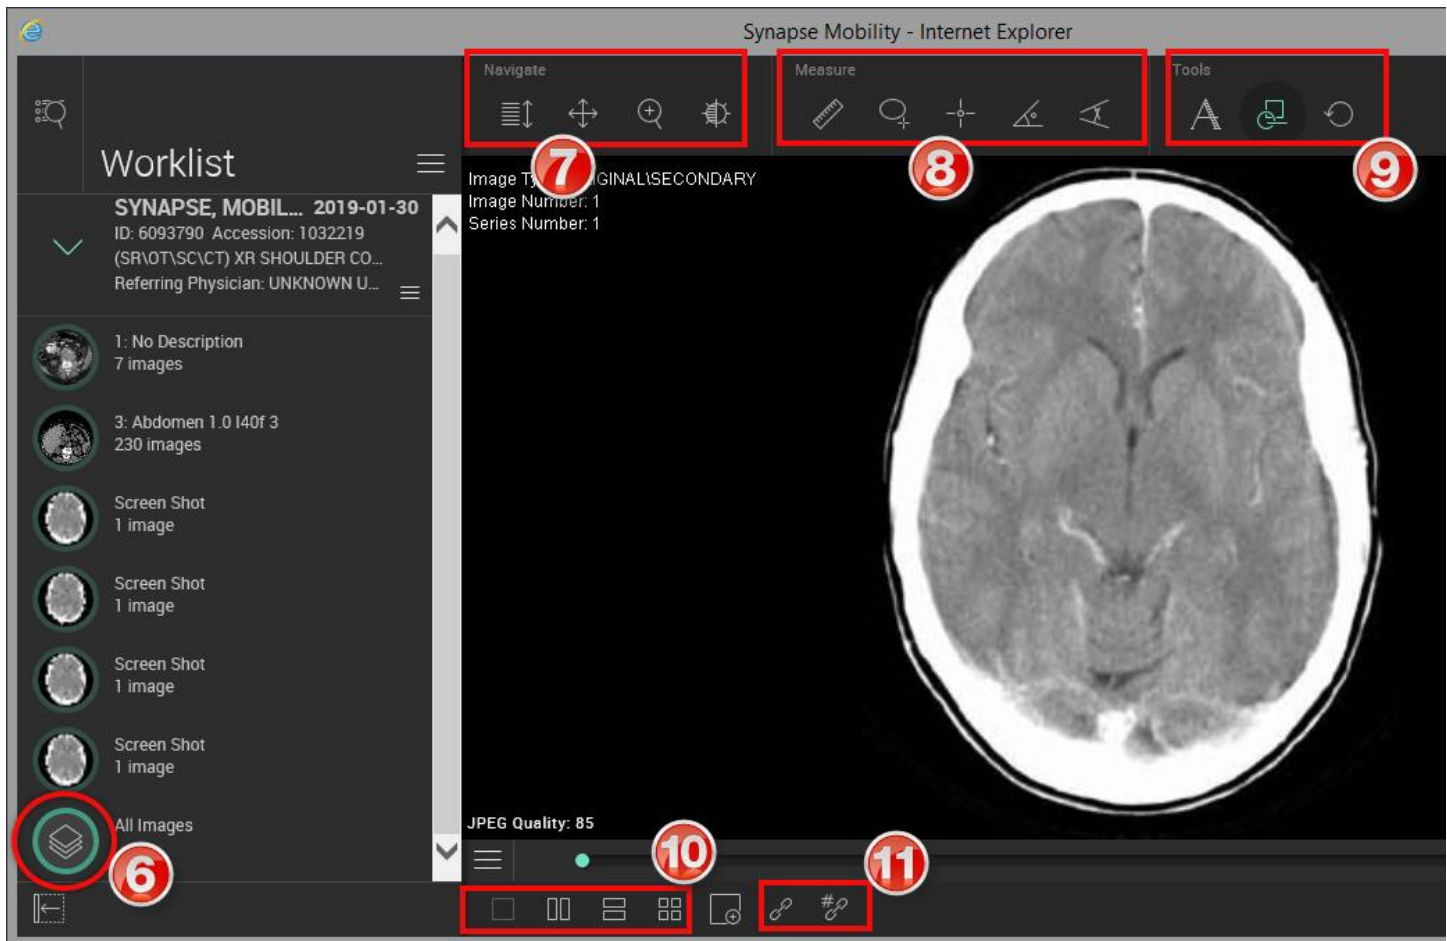 Synapse Mobility - Internet Explorer
Navigate
Measure
Tools
7
8
9
Worklist
SYNAPSE, MOBIL... 2019-01-30
ID: 6093790 Accession: 1032219
(SR\OT\SC\CT) XR SHOULDER CO...
Referring Physician: UNKNOWN U...
1: No Description
7 images
3: Abdomen 1.0 I40f 3
230 images
Screen Shot
1 image
Screen Shot
1 image
Screen Shot
1 image
Screen Shot
1 image
All Images
6
Image GINAL\SECONDARY
Image Number: 1
Series Number: 1
JPEG Quality: 85
10
11
#